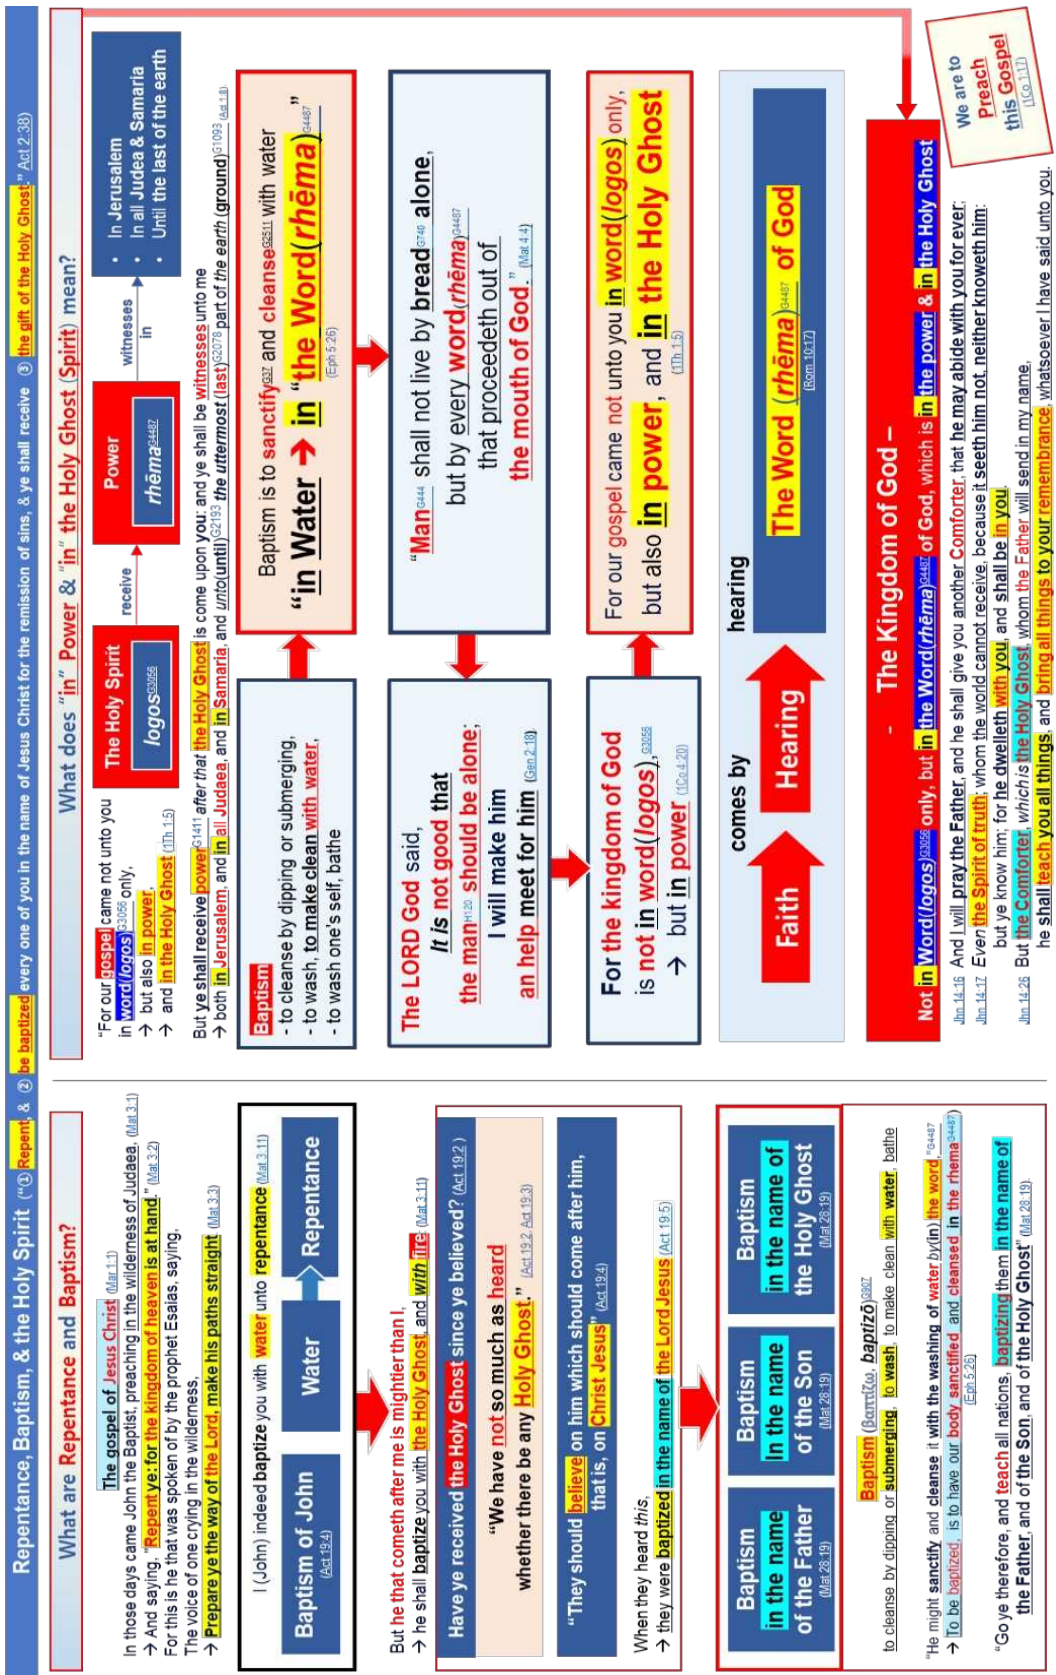 Repentance, Baptism, & the Holy Spirit (“① Repent, & ② be baptized every one of you in the name of Jesus Christ for the remission of sins, & ye shall receive ③ the gift of the Holy Ghost.” Act 2:38)
What are Repentance and Baptism?
The gospel of Jesus Christ (Mar 1:1)
In those days came John the Baptist, preaching in the wilderness of Judaea, (Mat 3:1)
→ And saying, “Repent ye: for the kingdom of heaven is at hand.” (Mat 3:2)
For this is he that was spoken of by the prophet Esaias, saying,
The voice of one crying in the wilderness,
→ Prepare ye the way of the Lord, make his paths straight (Mat 3:3)
I (John) indeed baptize you with water unto repentance (Mat 3:11)
Baptism of John
(Act 19:4)
Water
Repentance
But he that cometh after me is mightier than I,
→ he shall baptize you with the Holy Ghost, and with fire: (Mat 3:11)
Have ye received the Holy Ghost since ye believed? (Act 19:2)
“We have not so much as heard
whether there be any Holy Ghost.” (Act 19:2, Act 19:3)
“They should believe on him which should come after him,
that is, on Christ Jesus” (Act 19:4)
When they heard this,
→ they were baptized in the name of the Lord Jesus (Act 19:5)
Baptism
in the name
of the Father
(Mat 28:19)
Baptism
In the name
of the Son
(Mat 28:19)
Baptism
in the name of
the Holy Ghost
(Mat 28:19)
Baptism (βαπτίζω, baptizō)G907
to cleanse by dipping or submerging, to wash, to make clean with water, bathe
“He might sanctify and cleanse it with the washing of water by(in) the word,”G4487
→ To be baptized, is to have our body sanctified and cleansed in the rhemaG4487)
(Eph 5:26)
“Go ye therefore, and teach all nations, baptizing them in the name of
the Father, and of the Son, and of the Holy Ghost” (Mat 28:19)
What does “in” Power & “in” the Holy Ghost (Spirit) mean?
“For our gospel came not unto you
in word(logos)G3056 only,
→ but also in power,
→ and in the Holy Ghost (1Th 1:5)
The Holy Spirit
logosG3056
receive
Power
rhēmaG4487
witnesses
in
• In Jerusalem
• In all Judea & Samaria
• Until the last of the earth
But ye shall receive powerG1411 after that the Holy Ghost is come upon you: and ye shall be witnesses unto me
→ both in Jerusalem, and in all Judaea, and in Samaria, and unto(until)G2193 the uttermost (last)G2078 part of the earth (ground)G1093 (Act 1:8)
Baptism
- to cleanse by dipping or submerging,
- to wash, to make clean with water,
- to wash one's self, bathe
Baptism is to sanctifyG37 and cleanseG2511 with water
“in Water → in “the Word(rhēma)G4487”
(Eph 5:26)
The LORD God said,
It is not good that
the manH120 should be alone;
I will make him
an help meet for him (Gen 2:18)
“ManG444 shall not live by breadG740 alone,
but by every word(rhēma)G4487
that proceedeth out of
the mouth of God.” (Mat 4:4)
For the kingdom of God
is not in word(logos),G3056
→ but in power (1Co 4:20)
For our gospel came not unto you in word(logos) only,
but also in power, and in the Holy Ghost
(1Th 1:5)
comes by
hearing
Faith
Hearing
The Word (rhēma)G4487 of God
(Rom 10:17)
- The Kingdom of God –
Not in Word(logos)G3056 only, but in the Word(rhēma)G4487 of God, which is in the power & in the Holy Ghost
We are to
Preach
this Gospel
(1Co 1:17)
Jhn 14:16 And I will pray the Father, and he shall give you another Comforter, that he may abide with you for ever;
Jhn 14:17 Even the Spirit of truth; whom the world cannot receive, because it seeth him not, neither knoweth him:
but ye know him; for he dwelleth with you, and shall be in you.
Jhn 14:26 But the Comforter, which is the Holy Ghost, whom the Father will send in my name,
he shall teach you all things, and bring all things to your remembrance, whatsoever I have said unto you.